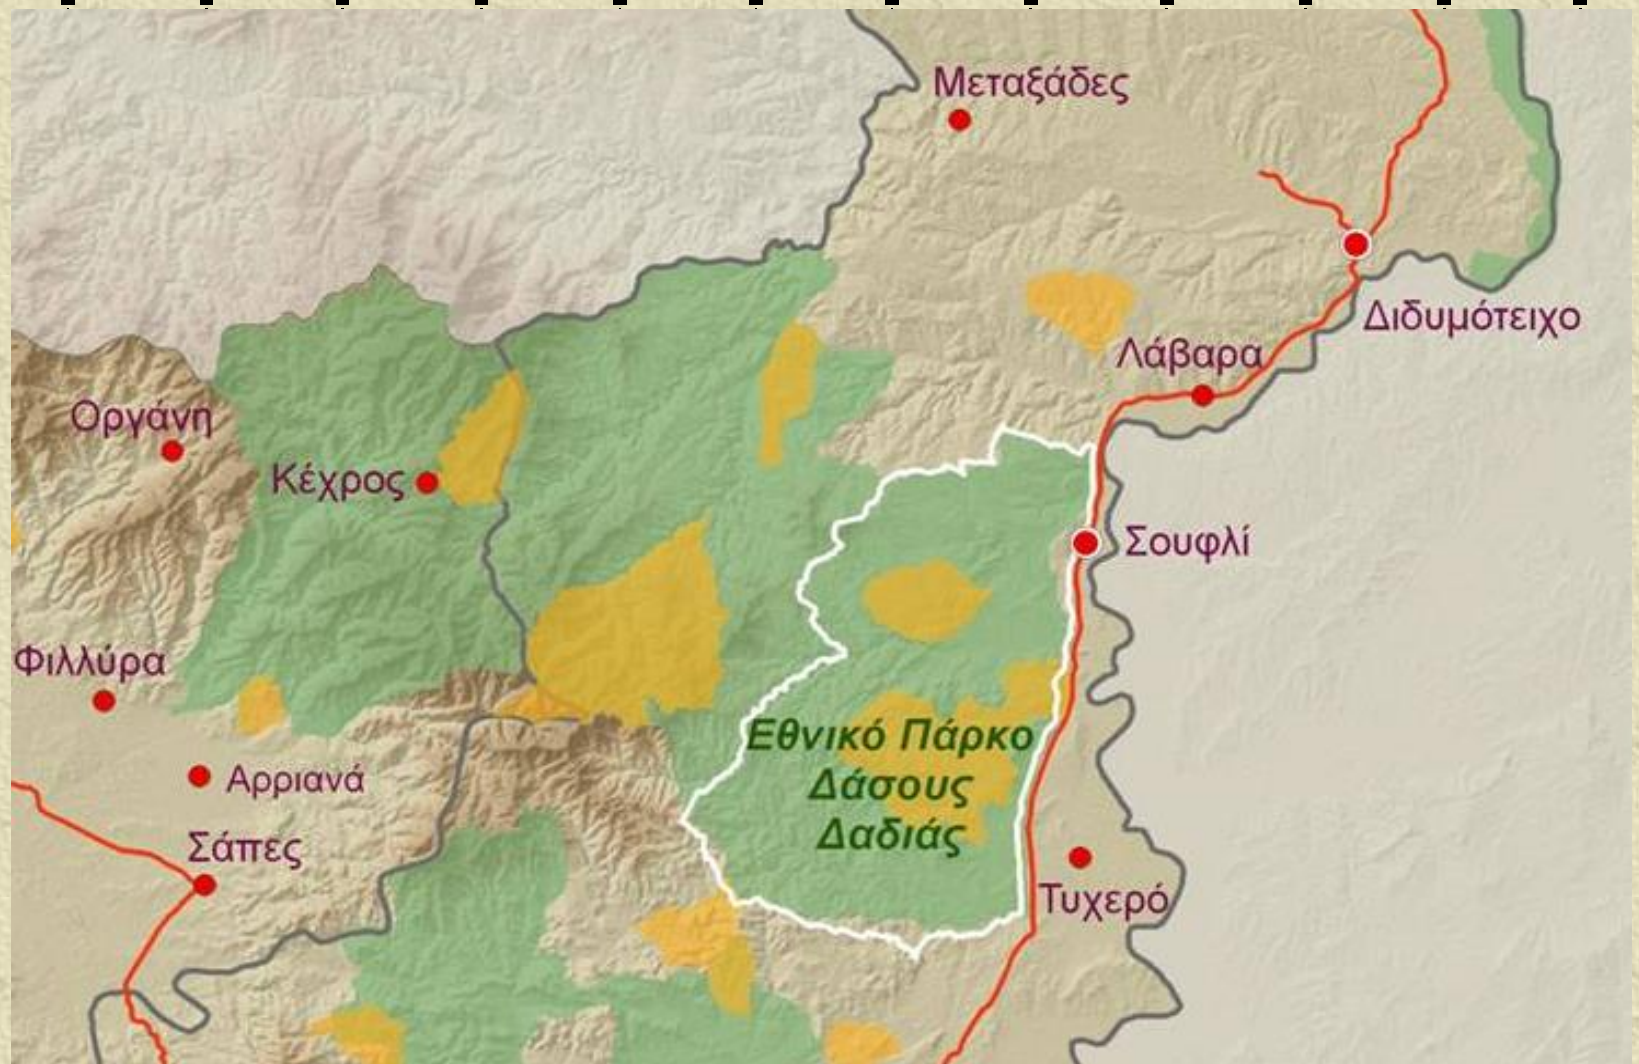 Μεταξάδες
Διδυμότειχο
Λάβαρα
Οργάνη
Κέχρος
Σουφλί
Φιλλύρα
Εθνικό Πάρκο
Δάσους
Δαδιάς
Αρριανά
Σάπες
Τυχερό